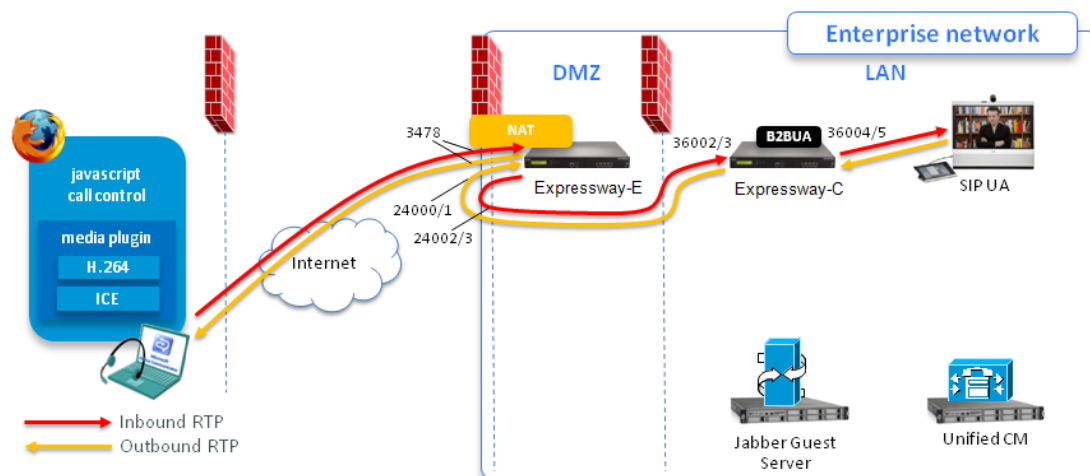 Enterprise network
DMZ
LAN
NAT
3478
B2BUA
36004/5
36002/3
javascript
call control
Expressway-E
Expressway-C
SIP UA
24000/1
media plugin
24002/3
H.264
Internet
ICE
Inbound RTP
Outbound RTP
Jabber Guest
Server
Unified CM